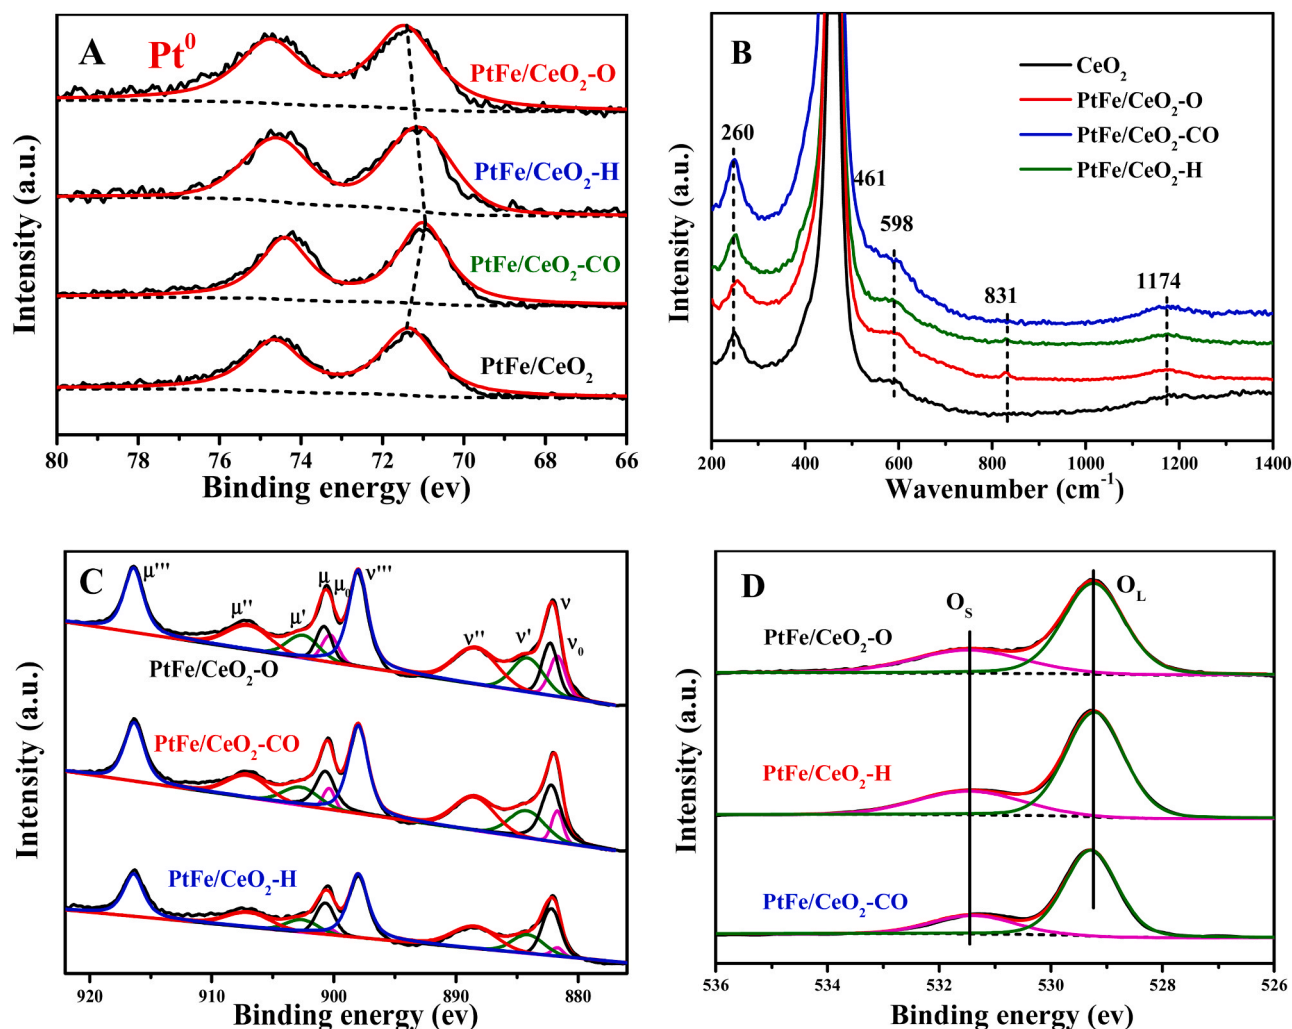 A
Pt⁰
PtFe/CeO₂-O
PtFe/CeO₂-H
PtFe/CeO₂-CO
PtFe/CeO₂
Intensity (a.u.)
80 78 76 74 72 70 68 66
Binding energy (ev)
B
CeO₂
PtFe/CeO₂-O
PtFe/CeO₂-CO
PtFe/CeO₂-H
260
461
598
831
1174
Intensity (a.u.)
200 400 600 800 1000 1200 1400
Wavenumber (cm⁻¹)
C
μ''' μ'' μ' μ μ₀ ν''' ν'' ν' ν ν₀
PtFe/CeO₂-O
PtFe/CeO₂-CO
PtFe/CeO₂-H
Intensity (a.u.)
920 910 900 890 880
Binding energy (ev)
D
O_S O_L
PtFe/CeO₂-O
PtFe/CeO₂-H
PtFe/CeO₂-CO
Intensity (a.u.)
536 534 532 530 528 526
Binding energy (ev)